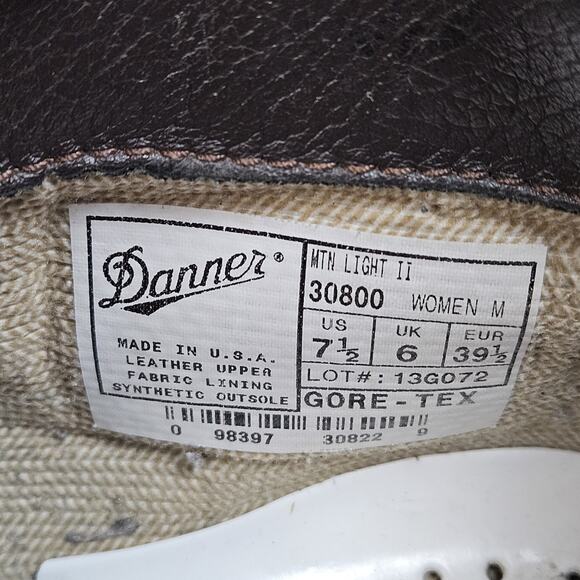 Danner®
MADE IN U.S.A.
LEATHER UPPER
FABRIC LINING
SYNTHETIC OUTSOLE
MTN LIGHT II
30800 WOMEN M
US UK EUR
7½ 6 39½
LOT#: 13G072
GORE-TEX
0 98397 30822 9